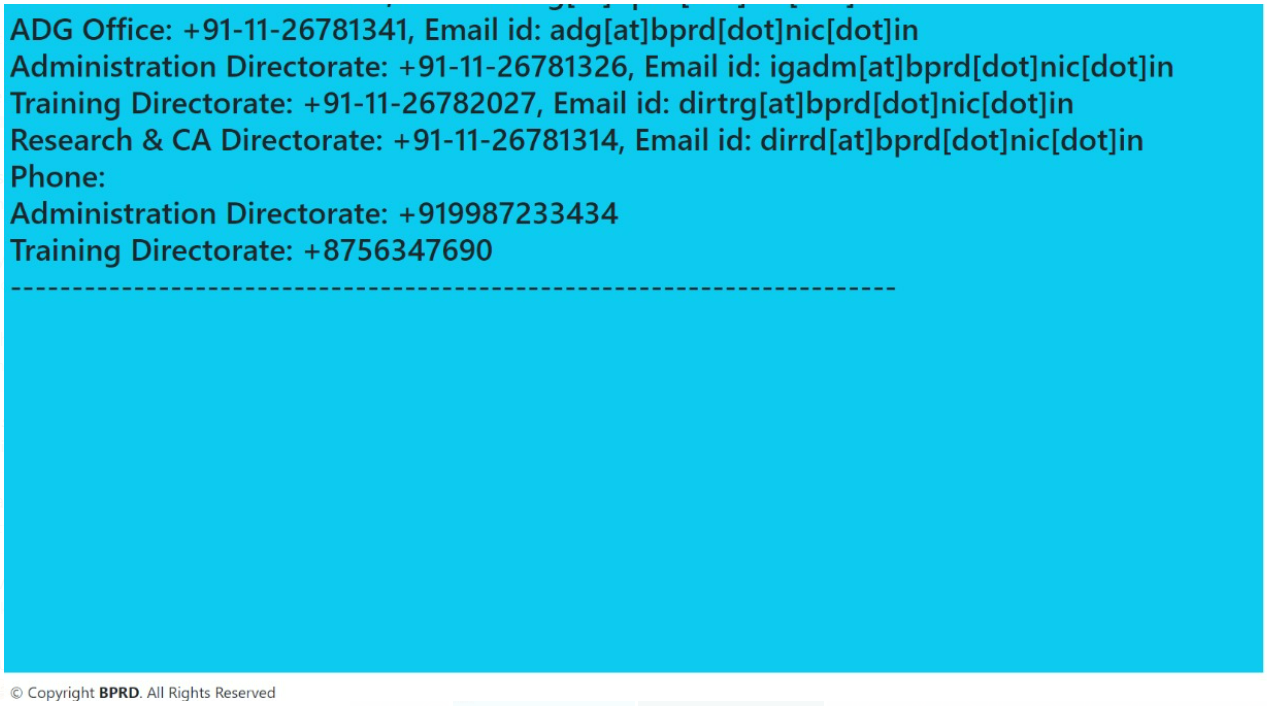 ADG Office: +91-11-26781341, Email id: adg[at]bprd[dot]nic[dot]in
Administration Directorate: +91-11-26781326, Email id: igadm[at]bprd[dot]nic[dot]in
Training Directorate: +91-11-26782027, Email id: dirtrg[at]bprd[dot]nic[dot]in
Research & CA Directorate: +91-11-26781314, Email id: dirrd[at]bprd[dot]nic[dot]in
Phone:
Administration Directorate: +919987233434
Training Directorate: +8756347690
------------------------------------------------------------------------
© Copyright BPRD. All Rights Reserved